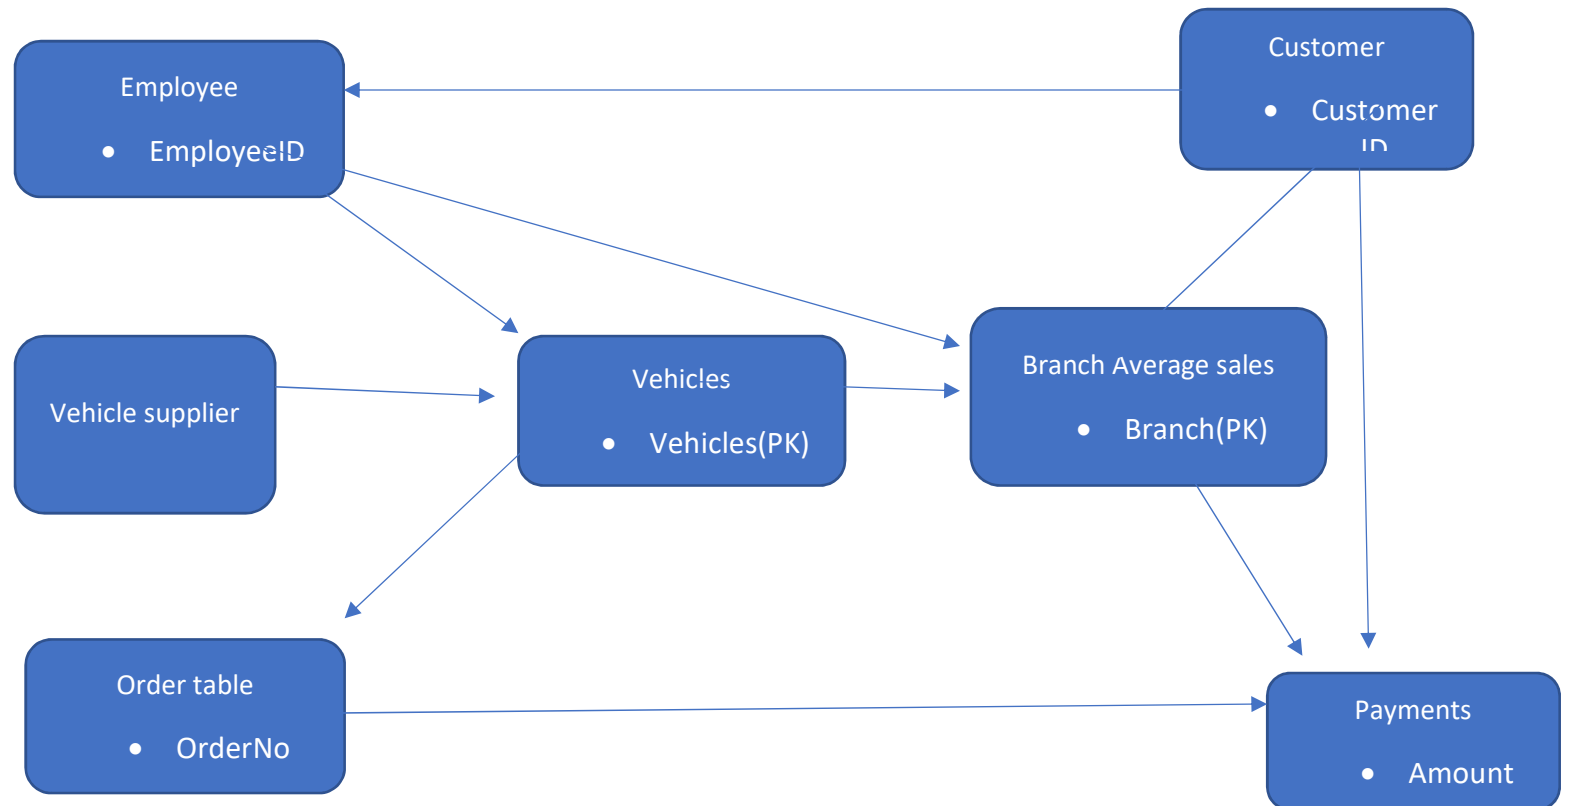 Employee
• EmployeeID
Customer
• Customer
ID
Vehicle supplier
Vehicles
• Vehicles(PK)
Branch Average sales
• Branch(PK)
Order table
• OrderNo
Payments
• Amount